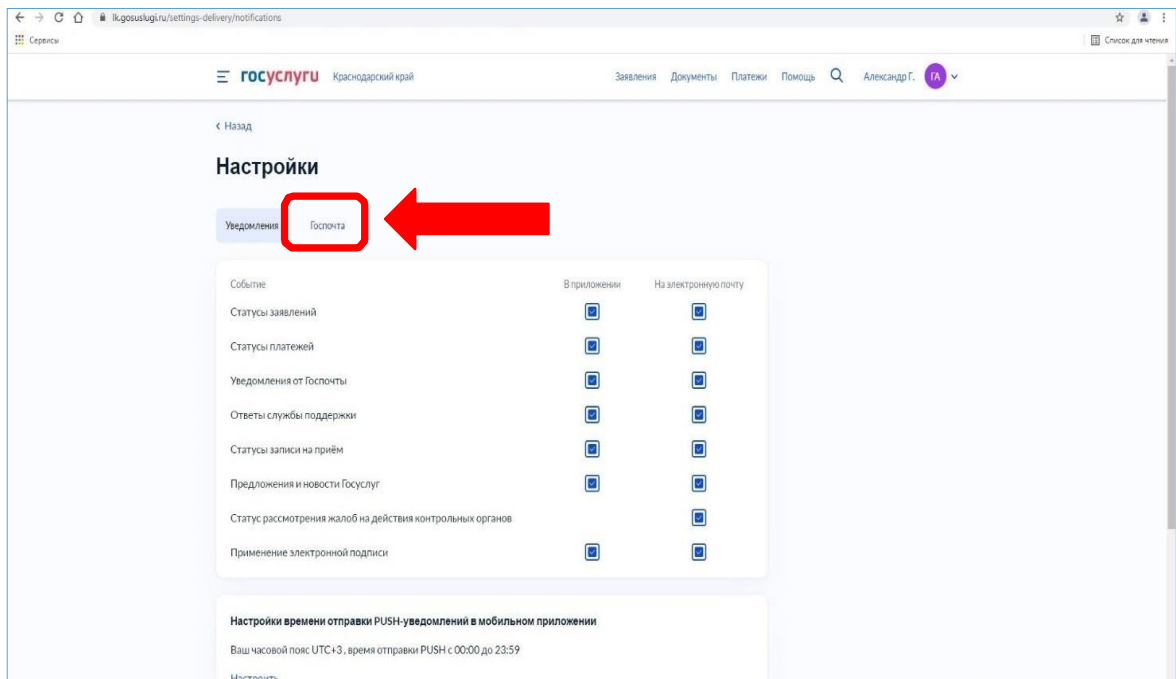 lk.gosuslugi.ru/settings-delivery/notifications
Сервисы
Список для чтения
госуслуги Краснодарский край Заявления Документы Платежи Помощь Александр Г. ГА
Назад
Настройки
Уведомления Госпочта
Событие В приложении На электронную почту
Статусы заявлений
Статусы платежей
Уведомления от Госпочты
Ответы службы поддержки
Статусы записи на приём
Предложения и новости Госуслуг
Статус рассмотрения жалоб на действия контрольных органов
Применение электронной подписи
Настройки времени отправки PUSH-уведомлений в мобильном приложении
Ваш часовой пояс UTC+3 , время отправки PUSH с 00:00 до 23:59
Настроить